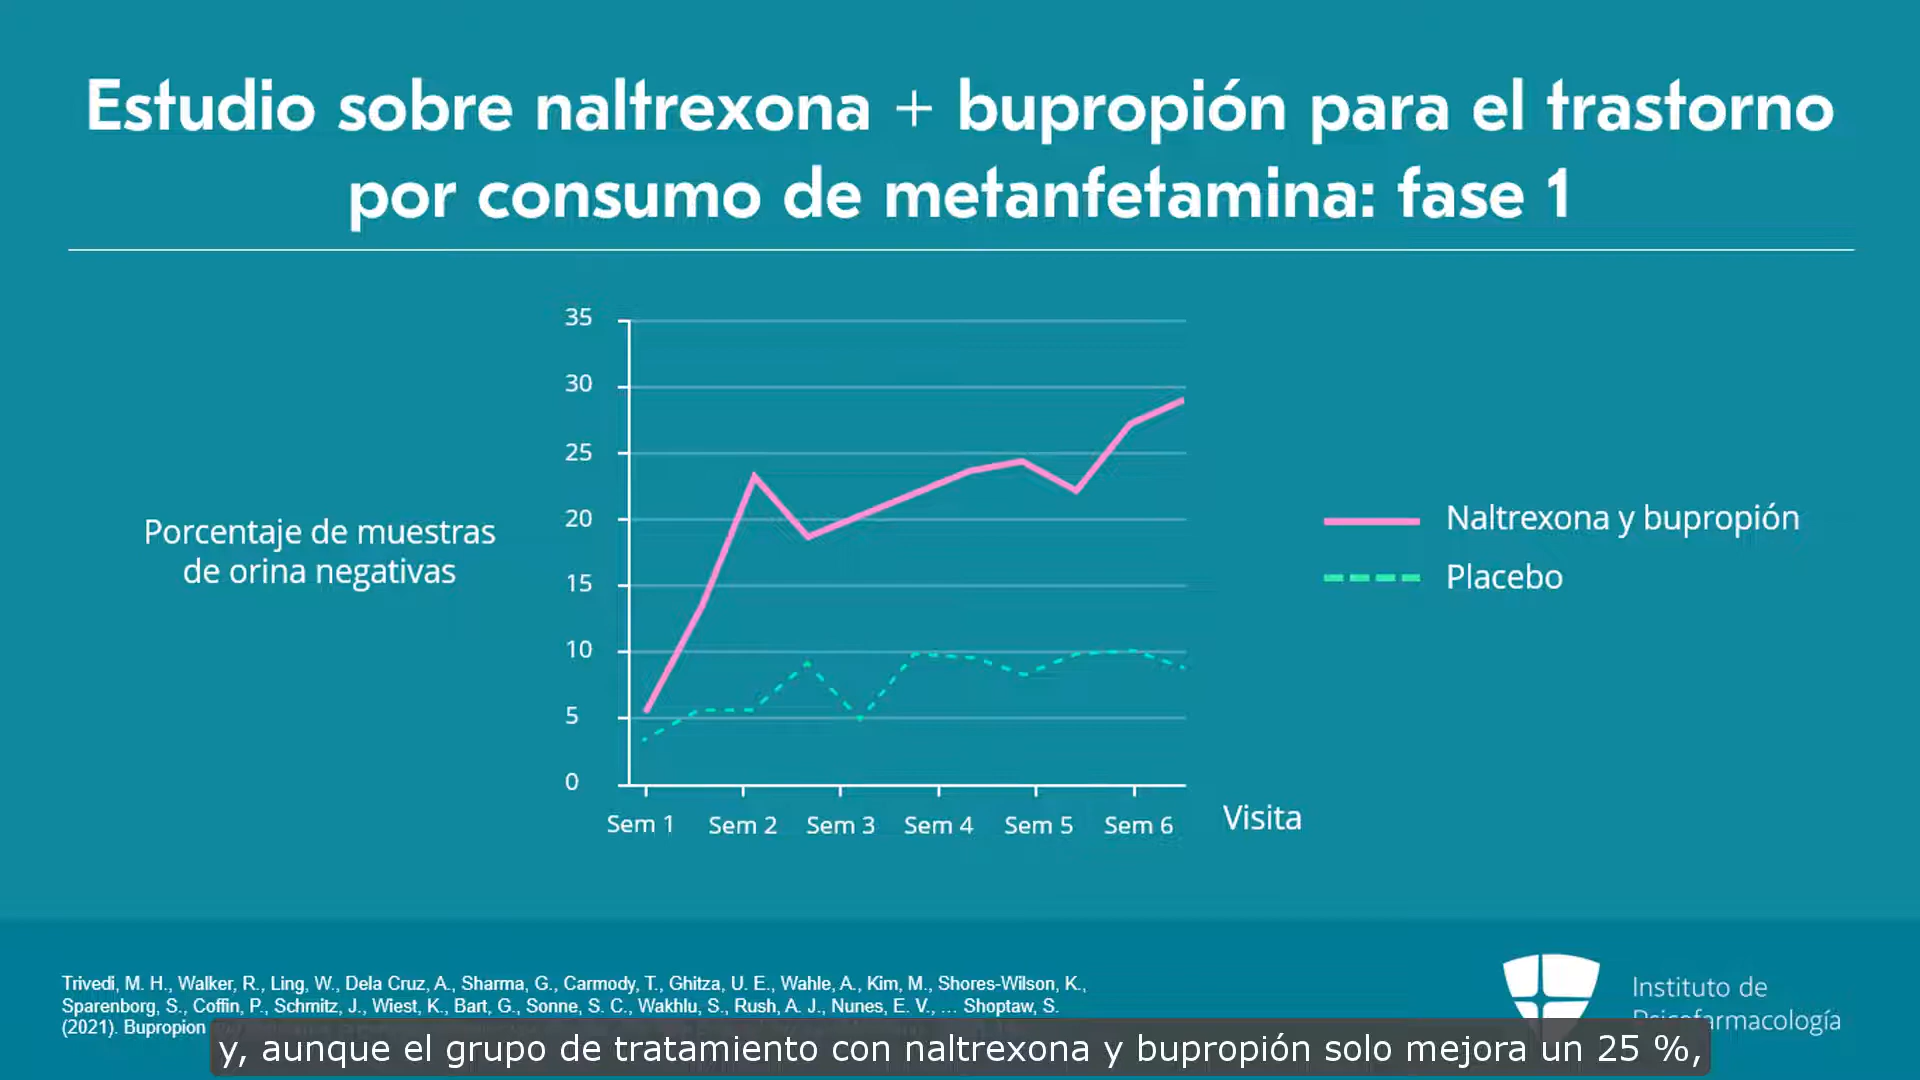 Estudio sobre naltrexona + bupropión para el trastorno
por consumo de metanfetamina: fase 1
35
30
25
20
15
10
5
0
Porcentaje de muestras
de orina negativas
Sem 1 Sem 2 Sem 3 Sem 4 Sem 5 Sem 6
Visita
Naltrexona y bupropión
Placebo
Trivedi, M. H., Walker, R., Ling, W., Dela Cruz, A., Sharma, G., Carmody, T., Ghitza, U. E., Wahle, A., Kim, M., Shores-Wilson, K.,
Sparenborg, S., Coffin, P., Schmitz, J., Wiest, K., Bart, G., Sonne, S. C., Wakhlu, S., Rush, A. J., Nunes, E. V., ... Shoptaw, S.
(2021). Bupropion
Instituto de
Psicofarmacología
y, aunque el grupo de tratamiento con naltrexona y bupropión solo mejora un 25 %,